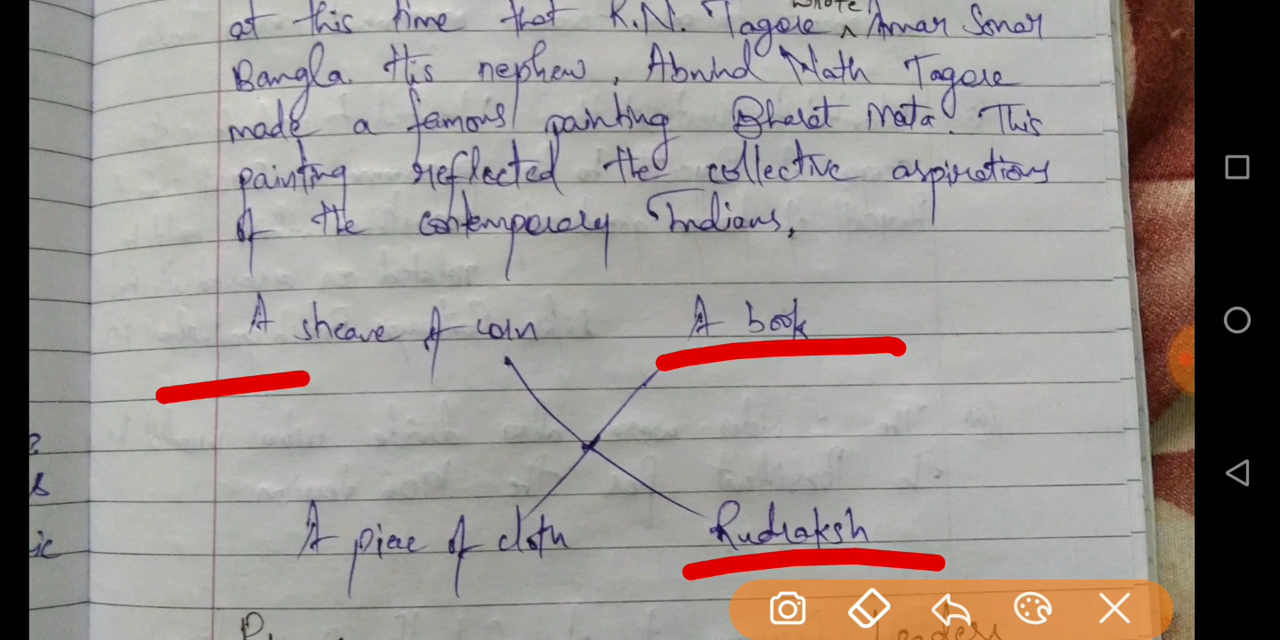 wrote
at this time that R.N. Tagore ^ Amar Sonar
Bangla. His nephew, Abnind Nath Tagore
made a famous painting Bharat Mata. This
painting reflected the collective aspirations
of the contemporary Indians.
A sheave of corn A book
A piece of cloth Rudraksh
Leaders